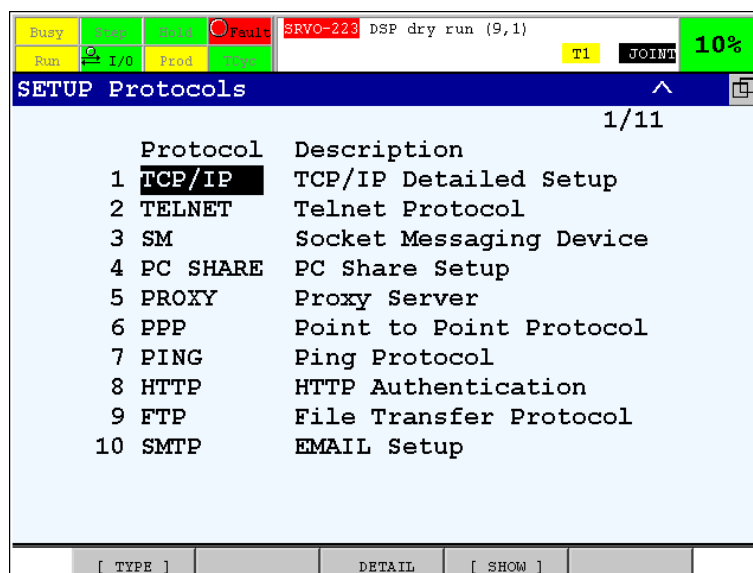 Busy Step Hold Fault SRVO-223 DSP dry run (9,1)
Run I/O Prod TCyc T1 JOINT 10%
SETUP Protocols
1/11
Protocol Description
1 TCP/IP TCP/IP Detailed Setup
2 TELNET Telnet Protocol
3 SM Socket Messaging Device
4 PC SHARE PC Share Setup
5 PROXY Proxy Server
6 PPP Point to Point Protocol
7 PING Ping Protocol
8 HTTP HTTP Authentication
9 FTP File Transfer Protocol
10 SMTP EMAIL Setup
[ TYPE ] DETAIL [ SHOW ]